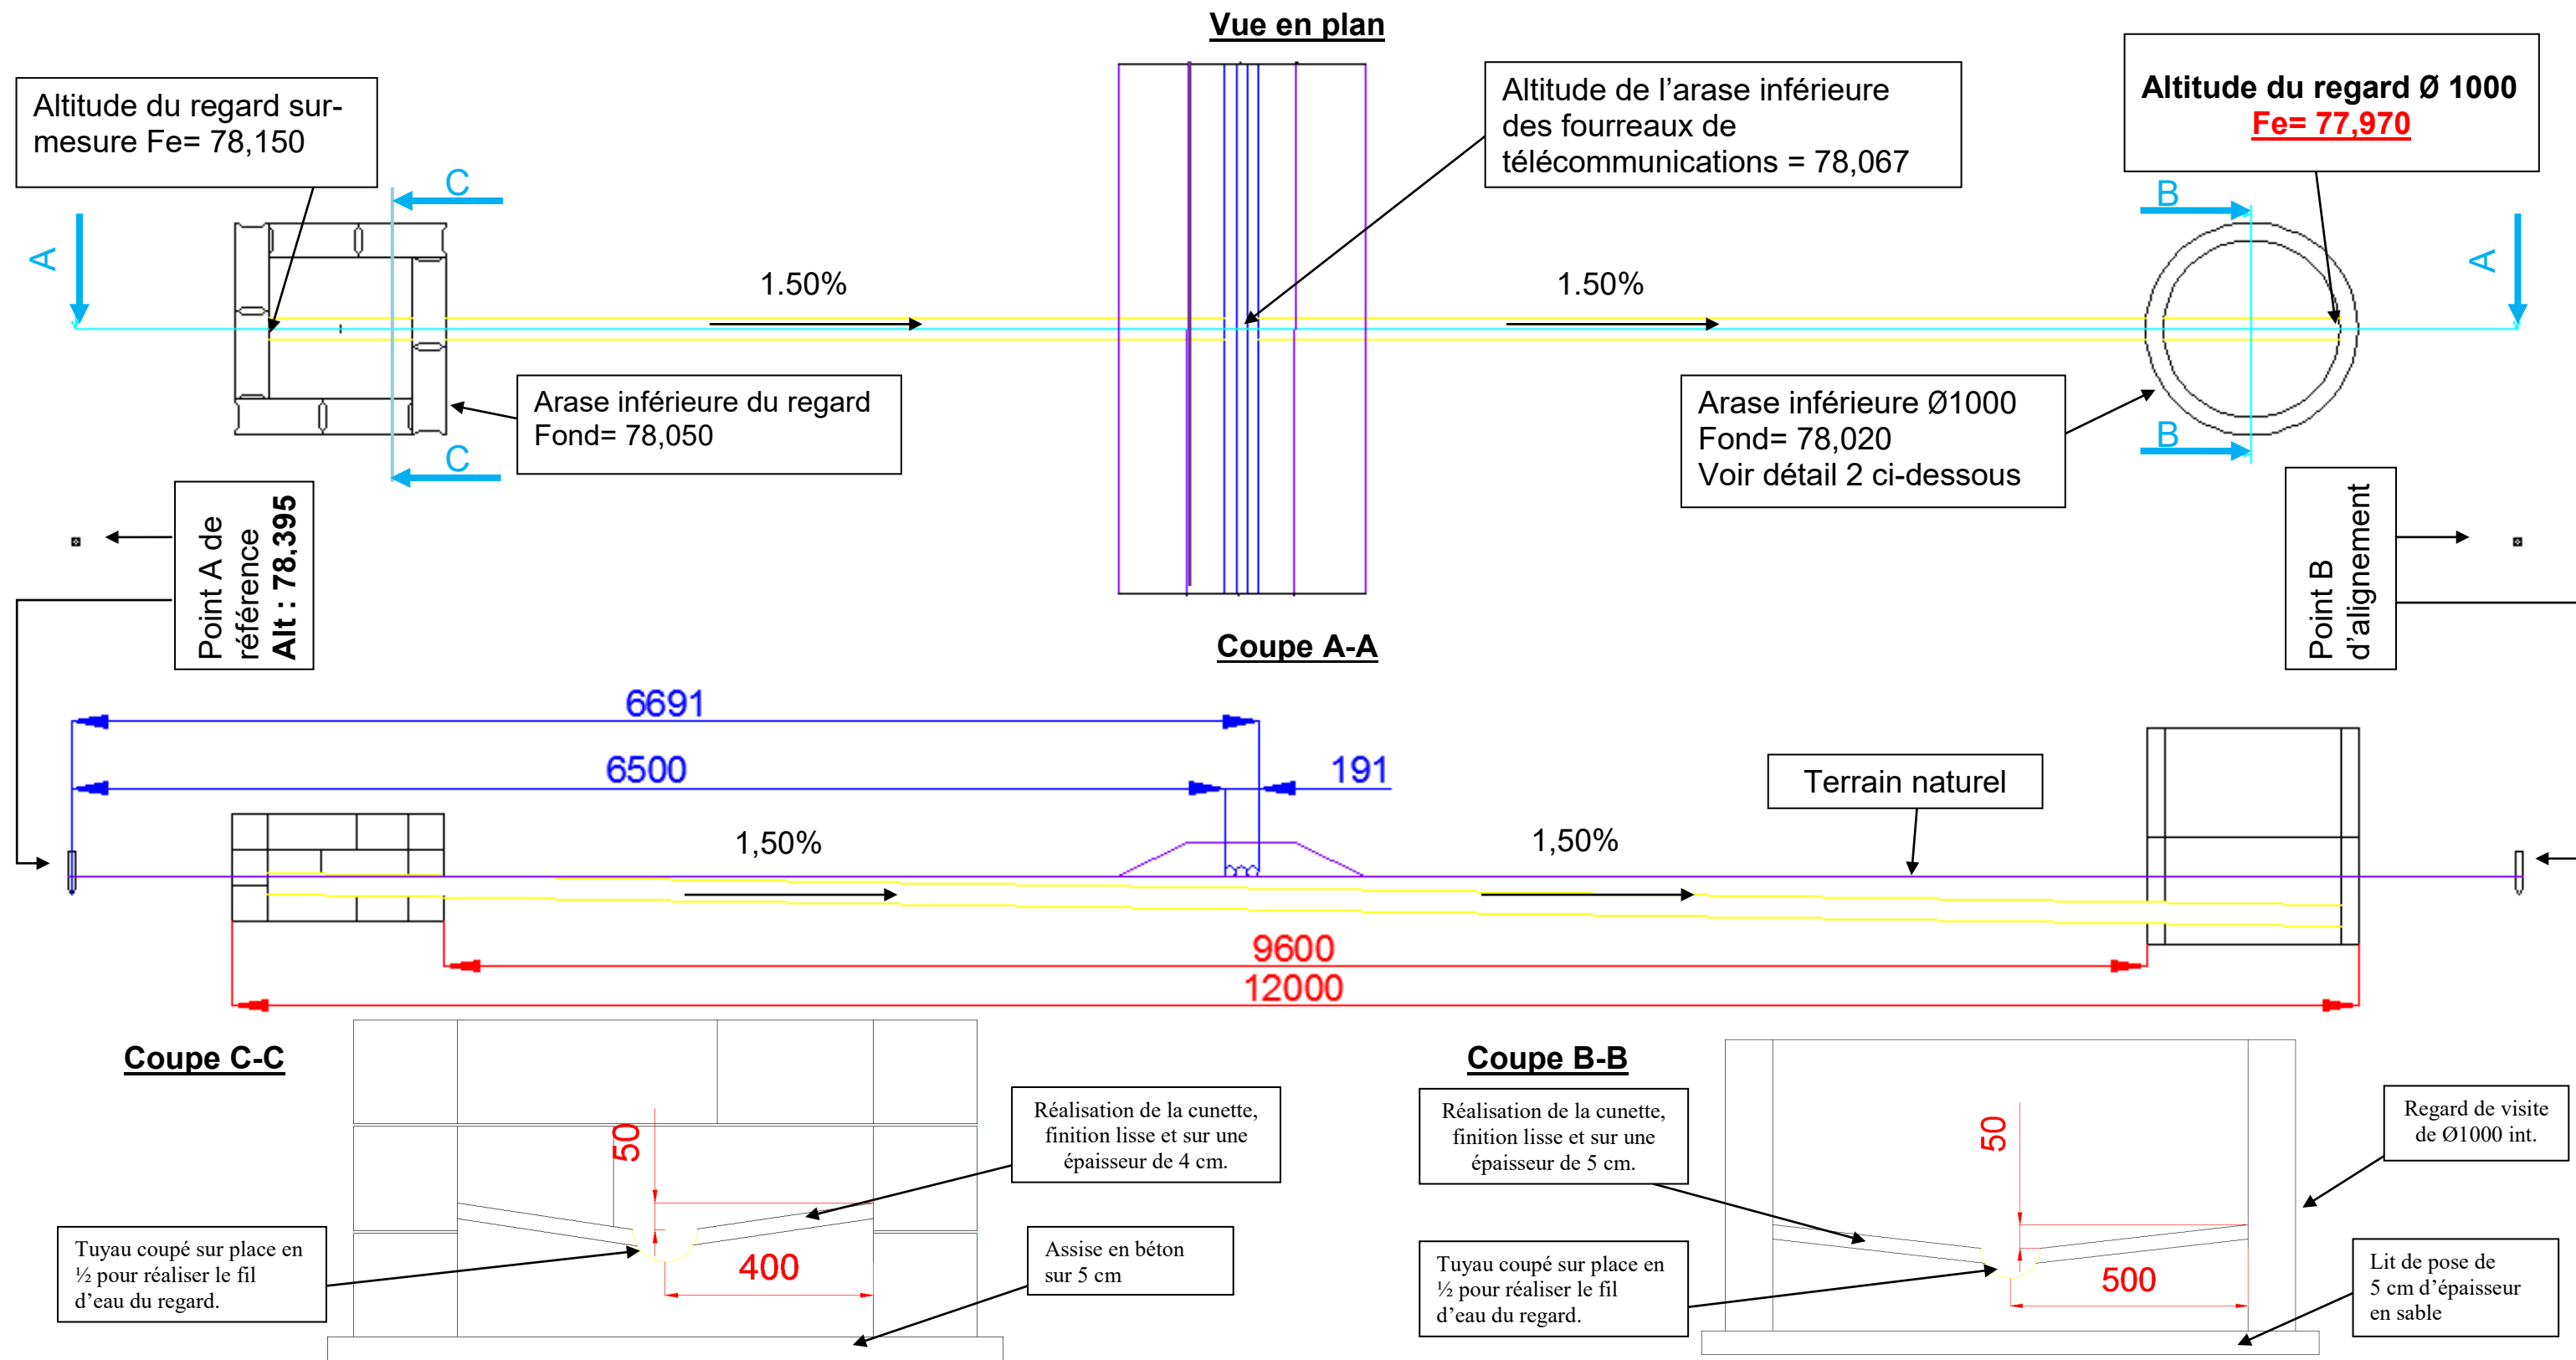 Vue en plan
Altitude du regard sur-
mesure Fe= 78,150
Altitude de l'arase inférieure
des fourreaux de
télécommunications = 78,067
Altitude du regard Ø 1000
Fe= 77,970
C
B
A
A
1.50%
1.50%
Arase inférieure du regard
Fond= 78,050
Arase inférieure Ø1000
Fond= 78,020
Voir détail 2 ci-dessous
C
B
Point A de
référence
Alt : 78.395
Point B
d'alignement
Coupe A-A
6691
6500
191
Terrain naturel
1,50%
1,50%
9600
12000
Coupe C-C
50
Réalisation de la cunette,
finition lisse et sur une
épaisseur de 4 cm.
Tuyau coupé sur place en
½ pour réaliser le fil
d'eau du regard.
400
Assise en béton
sur 5 cm
Coupe B-B
Réalisation de la cunette,
finition lisse et sur une
épaisseur de 5 cm.
50
Regard de visite
de Ø1000 int.
Tuyau coupé sur place en
½ pour réaliser le fil
d'eau du regard.
500
Lit de pose de
5 cm d'épaisseur
en sable